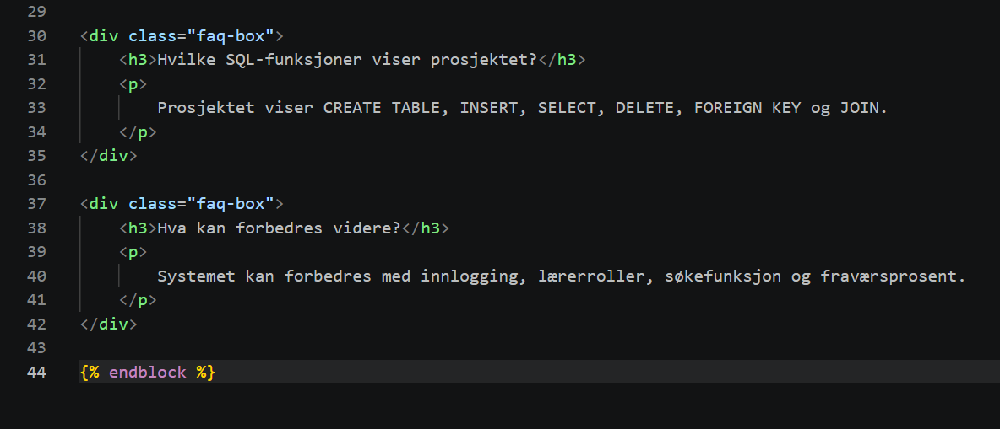 29
30 <div class="faq-box">
31     <h3>Hvilke SQL-funksjoner viser prosjektet?</h3>
32     <p>
33         Prosjektet viser CREATE TABLE, INSERT, SELECT, DELETE, FOREIGN KEY og JOIN.
34     </p>
35 </div>
36
37 <div class="faq-box">
38     <h3>Hva kan forbedres videre?</h3>
39     <p>
40         Systemet kan forbedres med innlogging, lærerroller, søkefunksjon og fraværsprosent.
41     </p>
42 </div>
43
44 {% endblock %}